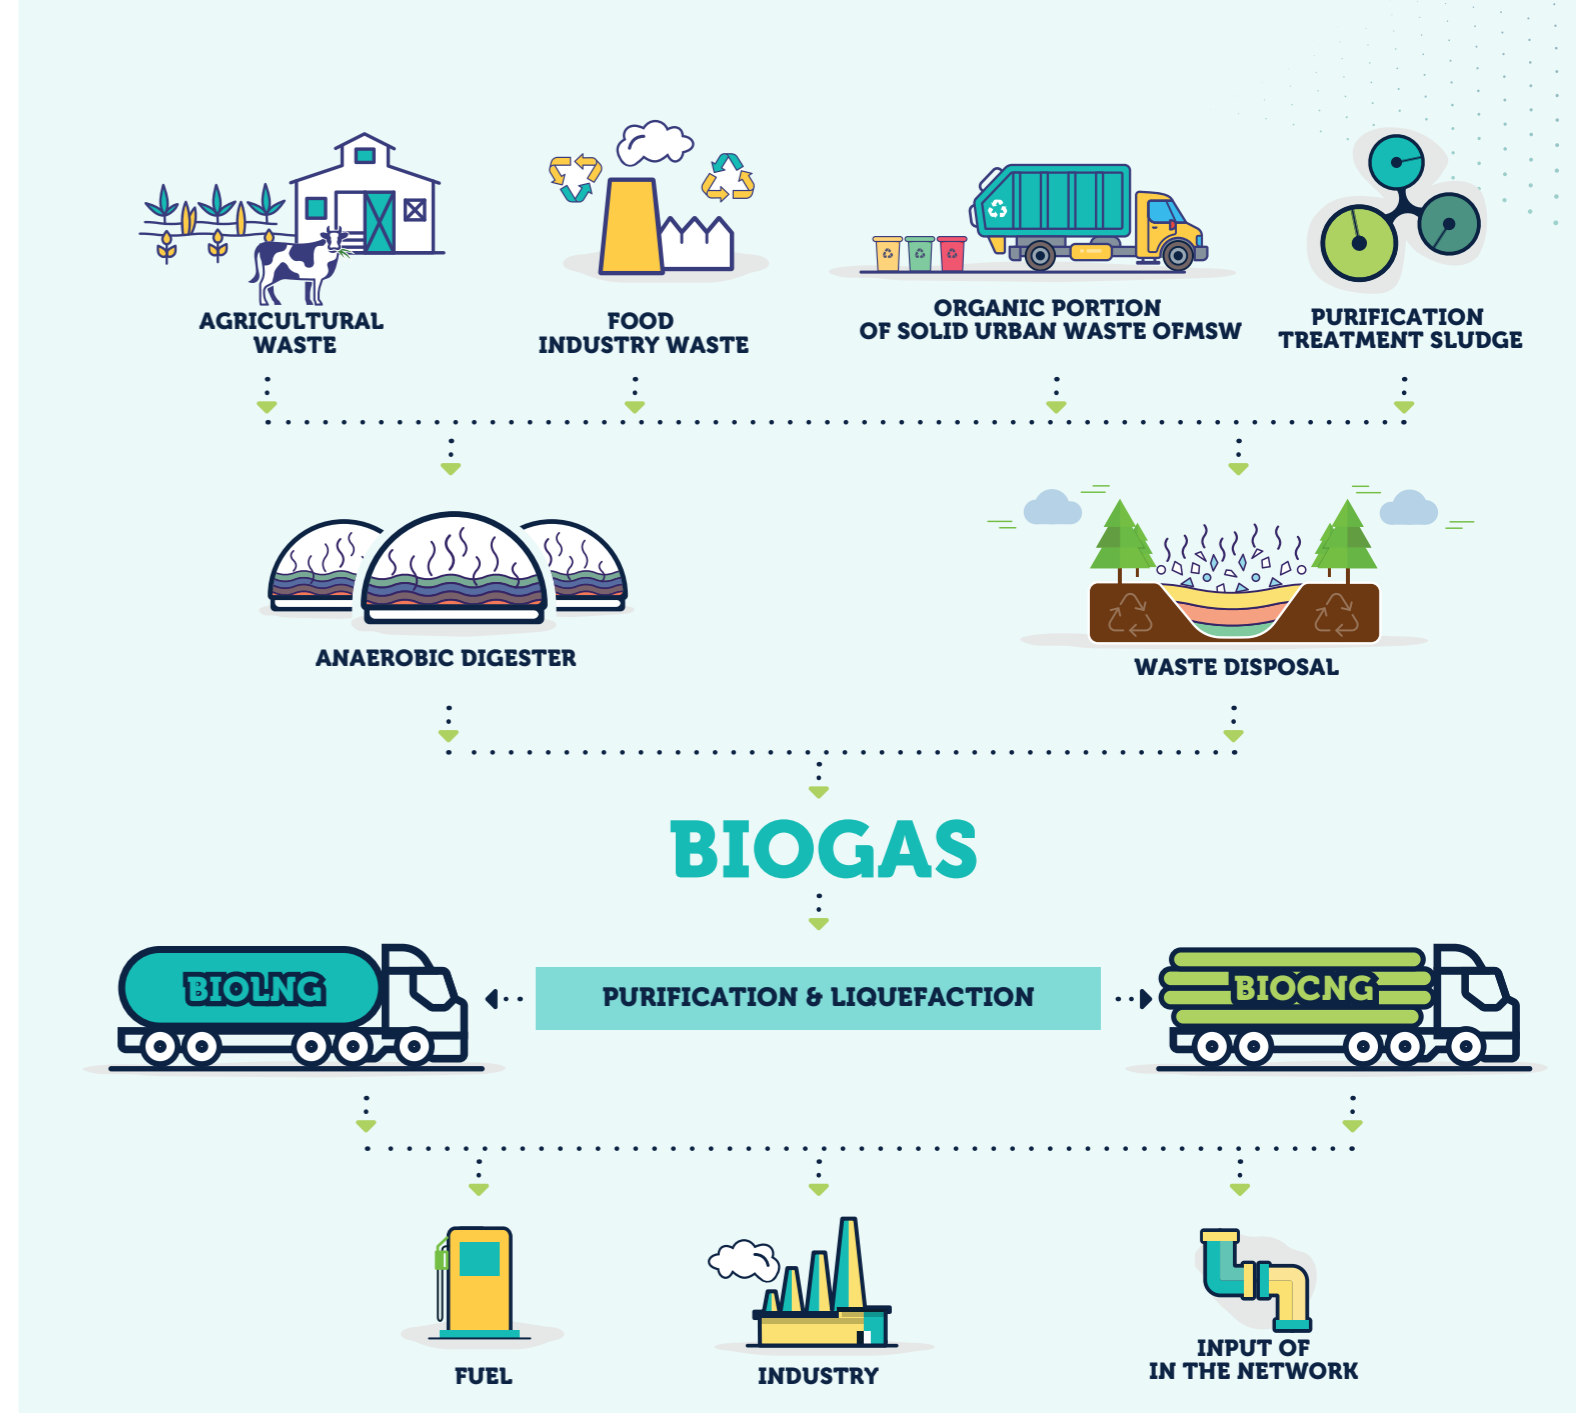 AGRICULTURAL
WASTE
FOOD
INDUSTRY WASTE
ORGANIC PORTION
OF SOLID URBAN WASTE OFMSW
PURIFICATION
TREATMENT SLUDGE
ANAEROBIC DIGESTER
WASTE DISPOSAL
BIOGAS
BIOLNG
PURIFICATION & LIQUEFACTION
BIOCNG
FUEL
INDUSTRY
INPUT OF
IN THE NETWORK